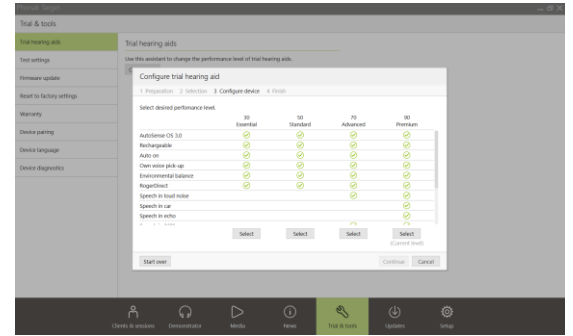 Phonak Target
Trial & tools
Trial hearing aids
Test settings
Firmware update
Reset to factory settings
Warranty
Device pairing
Device language
Device diagnostics
Trial hearing aids
Use this assistant to change the performance level of trial hearing aids.
Configure trial hearing aid
1 Preparation 2 Selection 3 Configure device 4 Finish
Select desired perfomance level.
30 50 70 90
Essential Standard Advanced Premium
AutoSense OS 3.0
Rechargeable
Auto on
Own voice pick-up
Environmental balance
RogerDirect
Speech in loud noise
Speech in car
Speech in echo
Select Select Select Select
(Current level)
Start over Continue Cancel
Clients & sessions Demonstrator Media News Trial & tools Updates Setup